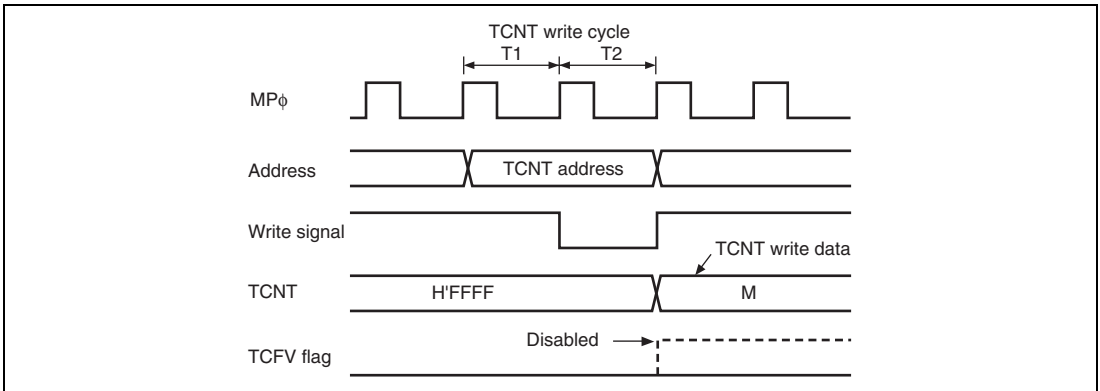 TCNT write cycle
T1 T2
MPϕ
Address TCNT address
Write signal
TCNT write data
TCNT H'FFFF M
Disabled
TCFV flag